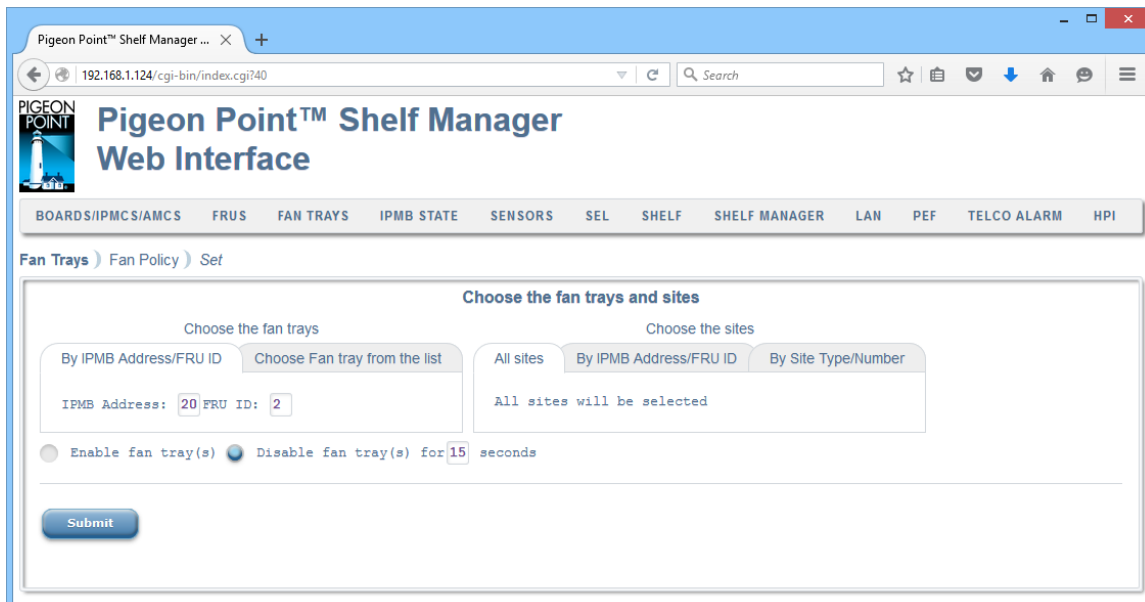 Pigeon Point™ Shelf Manager ...
192.168.1.124/cgi-bin/index.cgi?40
Search
PIGEON
POINT
Pigeon Point™ Shelf Manager
Web Interface
BOARDS/IPMCS/AMCS FRUS FAN TRAYS IPMB STATE SENSORS SEL SHELF SHELF MANAGER LAN PEF TELCO ALARM HPI
Fan Trays Fan Policy Set
Choose the fan trays and sites
Choose the fan trays Choose the sites
By IPMB Address/FRU ID Choose Fan tray from the list All sites By IPMB Address/FRU ID By Site Type/Number
IPMB Address: 20 FRU ID: 2 All sites will be selected
Enable fan tray(s) Disable fan tray(s) for 15 seconds
Submit